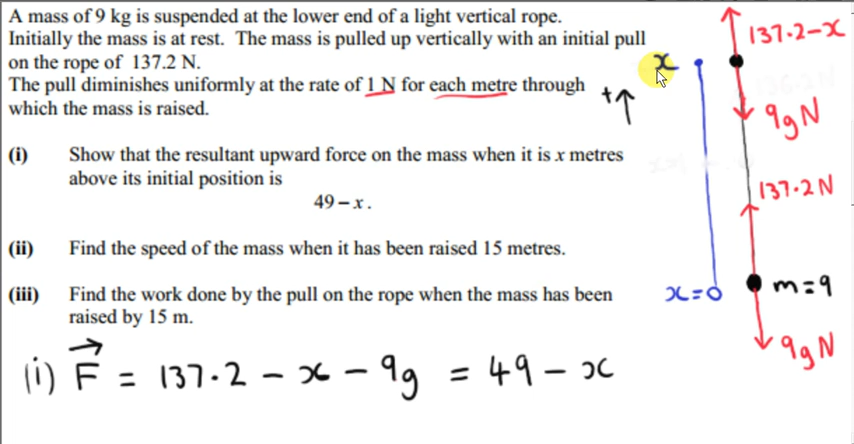 A mass of 9 kg is suspended at the lower end of a light vertical rope.
Initially the mass is at rest. The mass is pulled up vertically with an initial pull
on the rope of 137.2 N.
The pull diminishes uniformly at the rate of 1 N for each metre through
which the mass is raised.
(i) Show that the resultant upward force on the mass when it is x metres
above its initial position is
49 – x .
(ii) Find the speed of the mass when it has been raised 15 metres.
(iii) Find the work done by the pull on the rope when the mass has been
raised by 15 m.
(i) F = 137.2 - x - 9g = 49 - x
137.2-x
x
+
9gN
137.2N
x=0
m=9
9gN